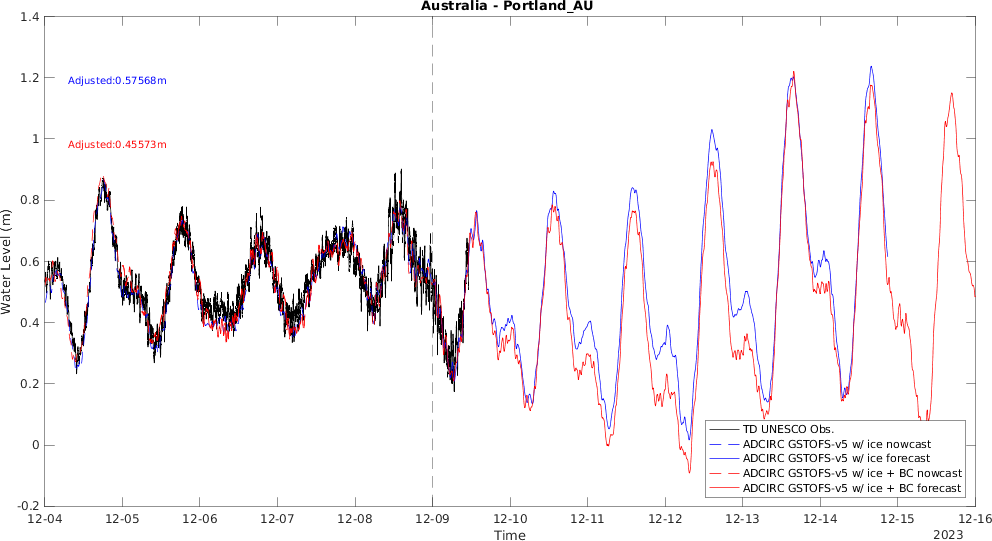 Australia - Portland_AU
1.4
1.2
1
0.8
0.6
0.4
0.2
0
-0.2
Water Level (m)
Adjusted:0.57568m
Adjusted:0.45573m
TD UNESCO Obs.
ADCIRC GSTOFS-v5 w/ ice nowcast
ADCIRC GSTOFS-v5 w/ ice forecast
ADCIRC GSTOFS-v5 w/ ice + BC nowcast
ADCIRC GSTOFS-v5 w/ ice + BC forecast
12-04 12-05 12-06 12-07 12-08 12-09 12-10 12-11 12-12 12-13 12-14 12-15 12-16
Time
2023